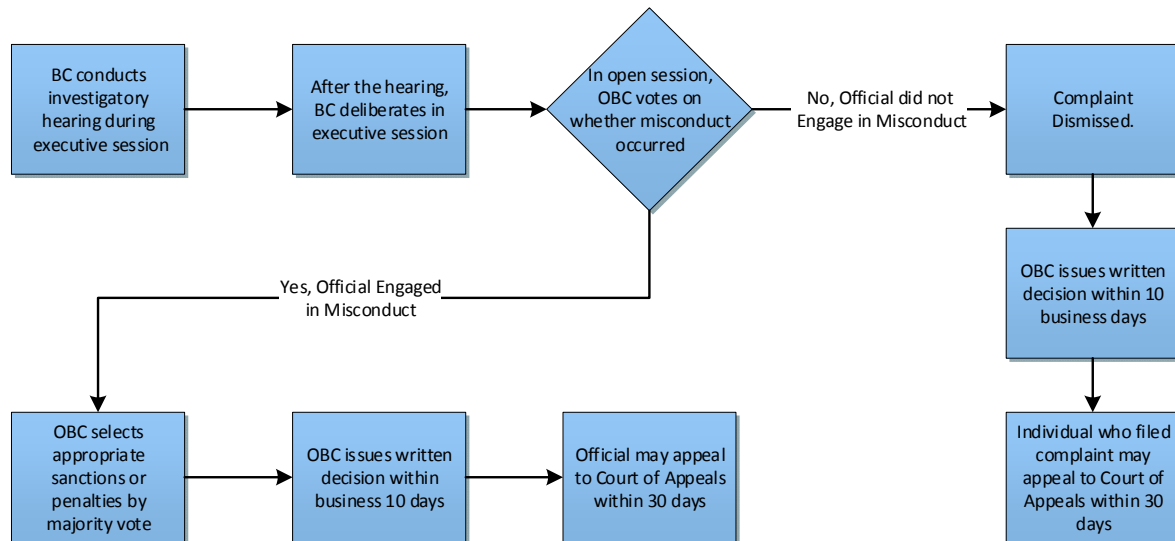 BC conducts
investigatory
hearing during
executive session
After the hearing,
BC deliberates in
executive session
In open session,
OBC votes on
whether misconduct
occurred
No, Official did not
Engage in Misconduct
Complaint
Dismissed.
OBC issues written
decision within 10
business days
Individual who filed
complaint may
appeal to Court of
Appeals within 30
days
Yes, Official Engaged
in Misconduct
OBC selects
appropriate
sanctions or
penalties by
majority vote
OBC issues written
decision within
business 10 days
Official may appeal
to Court of Appeals
within 30 days